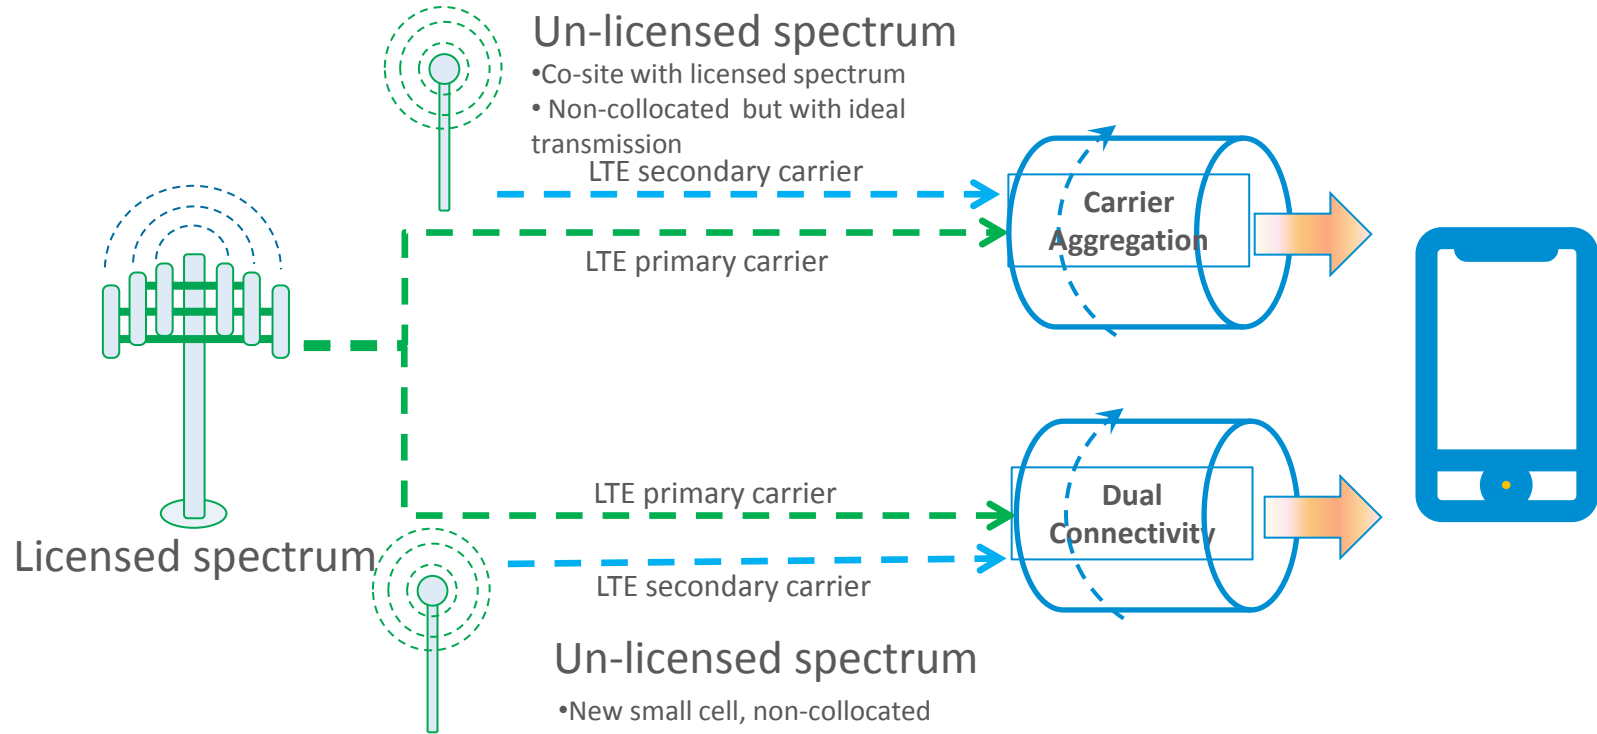 Un-licensed spectrum
•Co-site with licensed spectrum
• Non-collocated but with ideal
transmission
LTE secondary carrier
LTE primary carrier
Carrier
Aggregation
Licensed spectrum
LTE primary carrier
LTE secondary carrier
Dual
Connectivity
Un-licensed spectrum
•New small cell, non-collocated